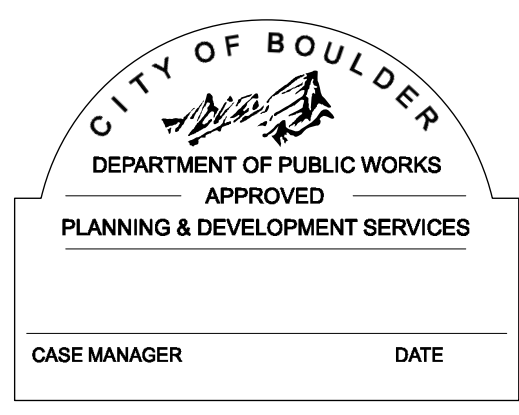 CITY OF BOULDER
DEPARTMENT OF PUBLIC WORKS
APPROVED
PLANNING & DEVELOPMENT SERVICES
CASE MANAGER DATE